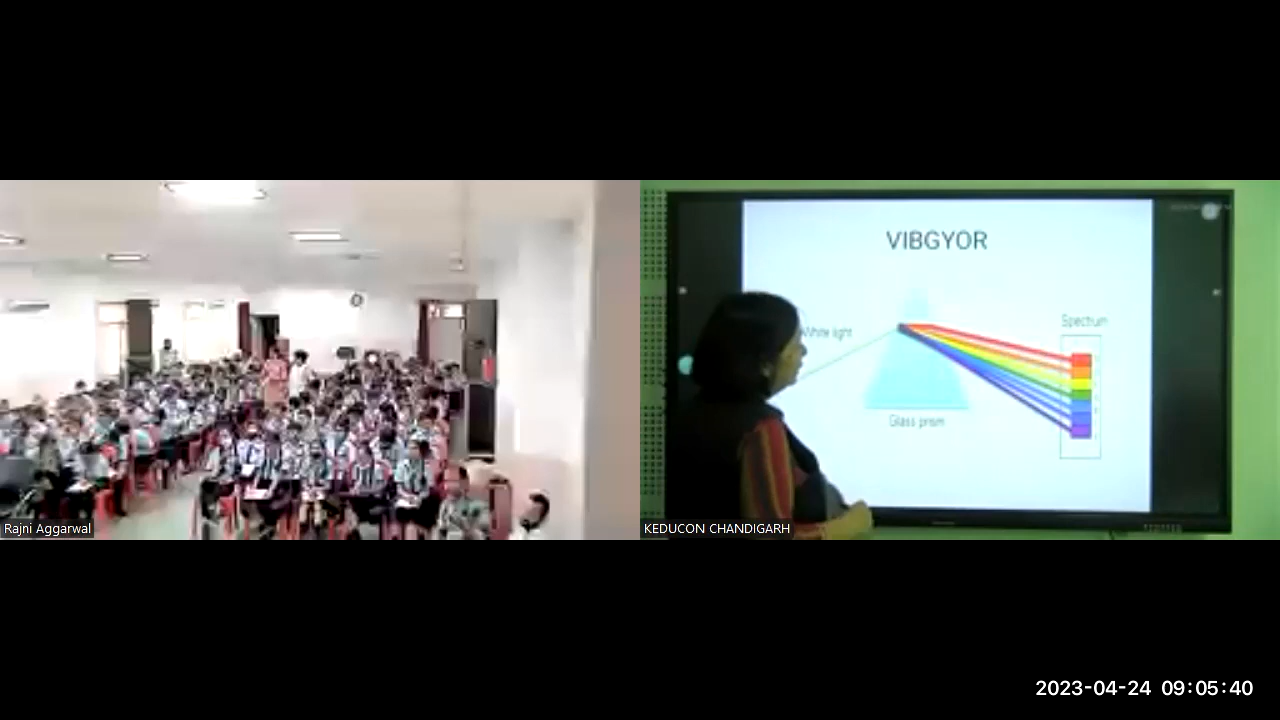 VIBGYOR
White light
Spectrum
Glass prism
Rajni Aggarwal
KEDUCON CHANDIGARH
2023-04-24 09:05:40